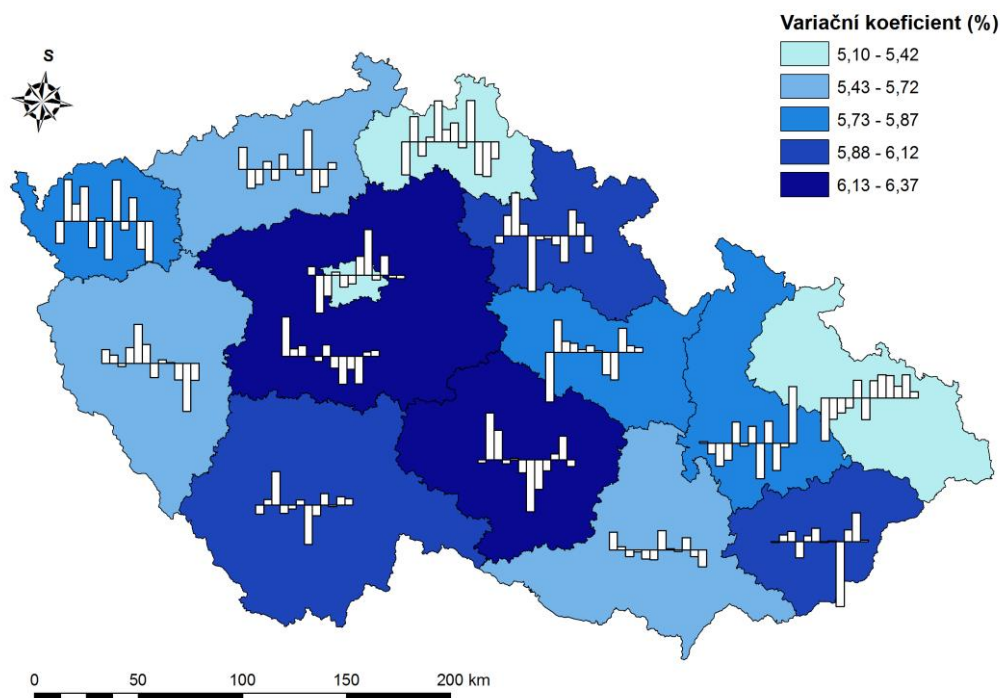 Variační koeficient (%)
5,10 - 5,42
5,43 - 5,72
5,73 - 5,87
5,88 - 6,12
6,13 - 6,37
S
0 50 100 150 200 km